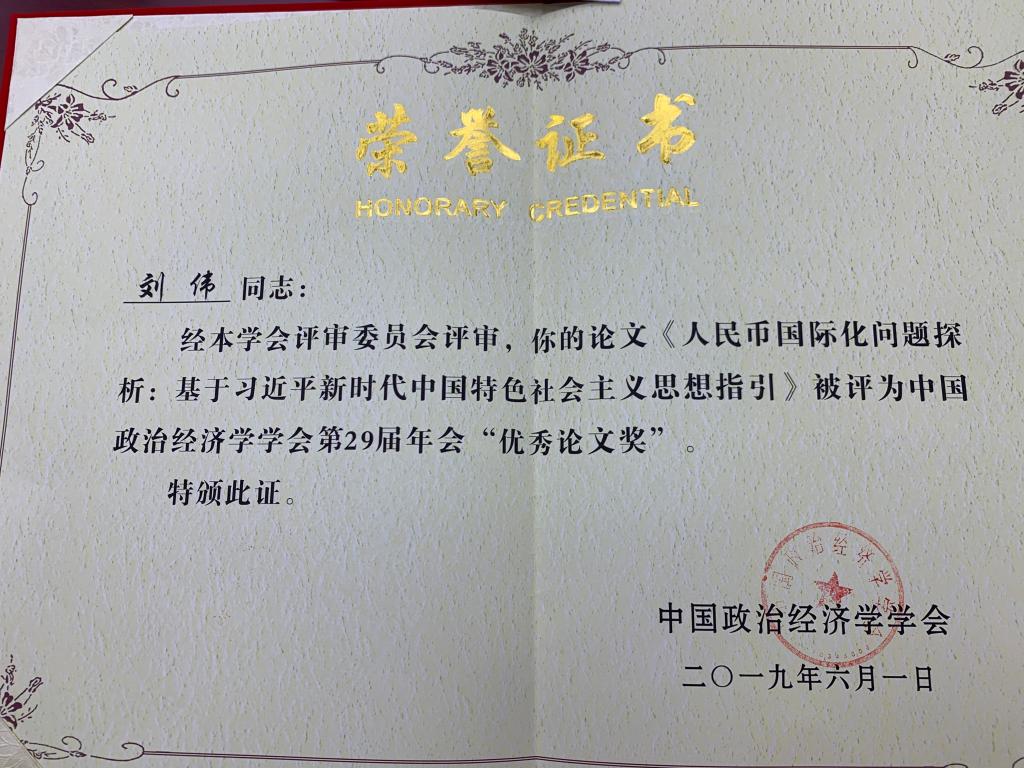 荣誉证书
HONORARY CREDENTIAL
刘伟 同志：
经本学会评审委员会评审，你的论文《人民币国际化问题探
析：基于习近平新时代中国特色社会主义思想指引》被评为中国
政治经济学学会第29届年会“优秀论文奖”。
特颁此证。
中国政治经济学学会
二〇一九年六月一日